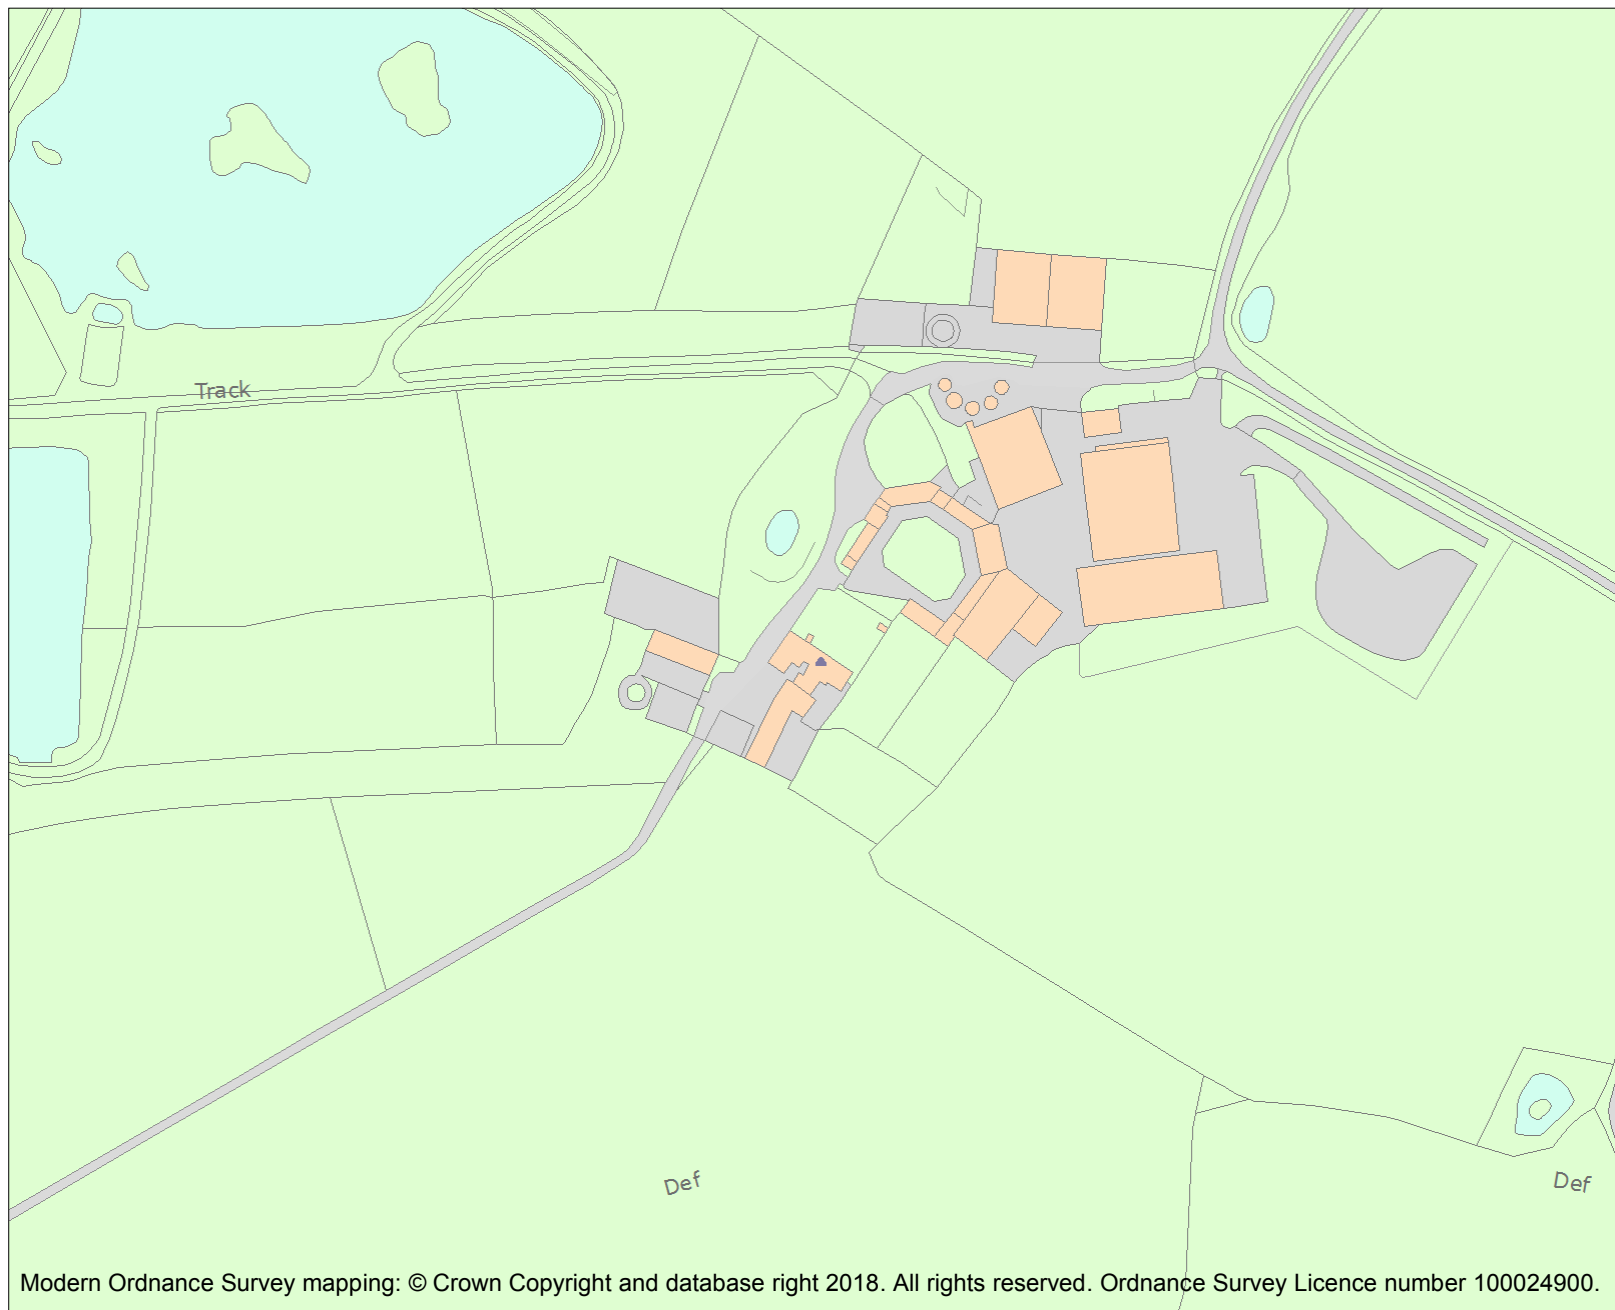 Track
Def
Def
Modern Ordnance Survey mapping: © Crown Copyright and database right 2018. All rights reserved. Ordnance Survey Licence number 100024900.